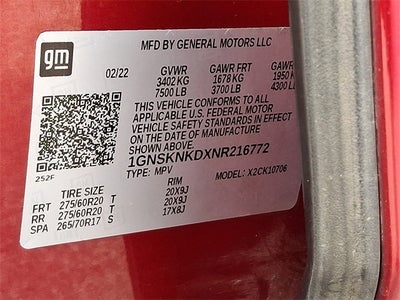 gm
MFD BY GENERAL MOTORS LLC
02/22 GVWR GAWR FRT GAWR
3402 KG 1678 KG 1950 K
7500 LB 3700 LB 4300 L
THIS VEHICLE CONFORMS TO ALL
APPLICABLE U.S. FEDERAL MOTOR
VEHICLE SAFETY STANDARDS IN EFFECT
ON THE DATE OF MANUFACTURE
SHOWN ABOVE.
1GNSKNKDXNR216772
252F TYPE: MPV MODEL: X2CK10706
TIRE SIZE RIM
FRT 275/60R20 T 20X9J
RR 275/60R20 T 20X9J
SPA 265/70R17 S 17X8J